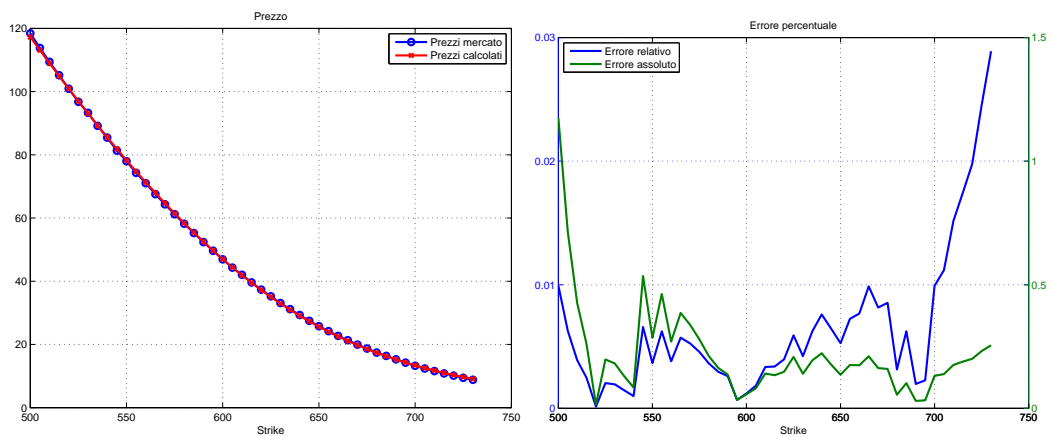 Prezzo
Prezzi mercato
Prezzi calcolati
120
100
80
60
40
20
0
500 550 600 650 700 750
Strike
Errore percentuale
Errore relativo
Errore assoluto
0.03
0.02
0.01
0
1.5
1
0.5
0
500 550 600 650 700 750
Strike